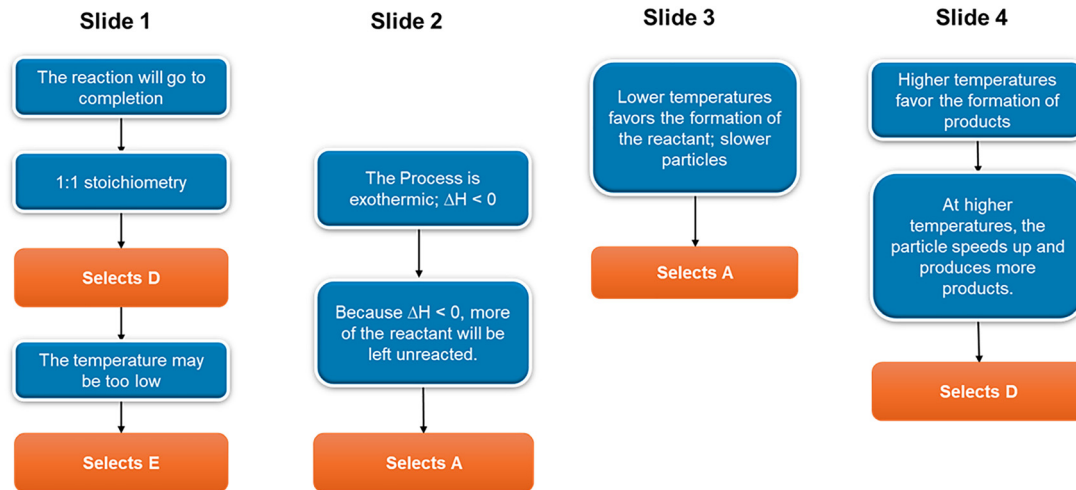 Slide 1
The reaction will go to
completion
1:1 stoichiometry
Selects D
The temperature may
be too low
Selects E
Slide 2
The Process is
exothermic; ΔH < 0
Because ΔH < 0, more
of the reactant will be
left unreacted.
Selects A
Slide 3
Lower temperatures
favors the formation of
the reactant; slower
particles
Selects A
Slide 4
Higher temperatures
favor the formation of
products
At higher
temperatures, the
particle speeds up and
produces more
products.
Selects D